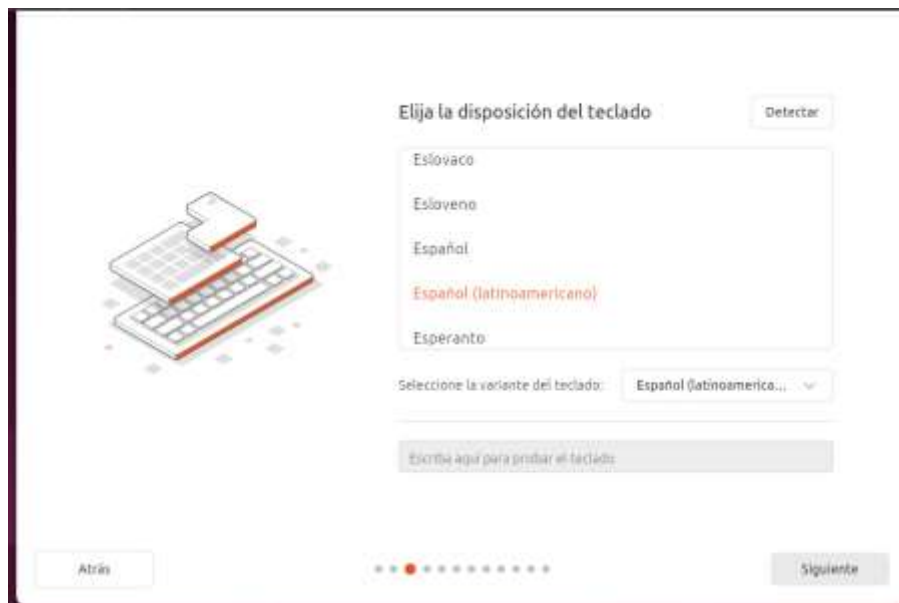 Elija la disposición del teclado
Detectar
Eslovaco
Esloveno
Español
Español (latinoamericano)
Esperanto
Seleccione la variante del teclado:
Español (latinoamerica...
Escriba aquí para probar el teclado
Atrás
Siguiente